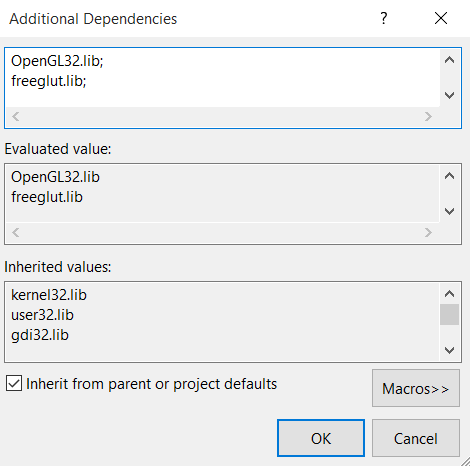 Additional Dependencies
?
OpenGL32.lib;
freeglut.lib;
Evaluated value:
OpenGL32.lib
freeglut.lib
Inherited values:
kernel32.lib
user32.lib
gdi32.lib
Inherit from parent or project defaults
Macros>>
OK
Cancel